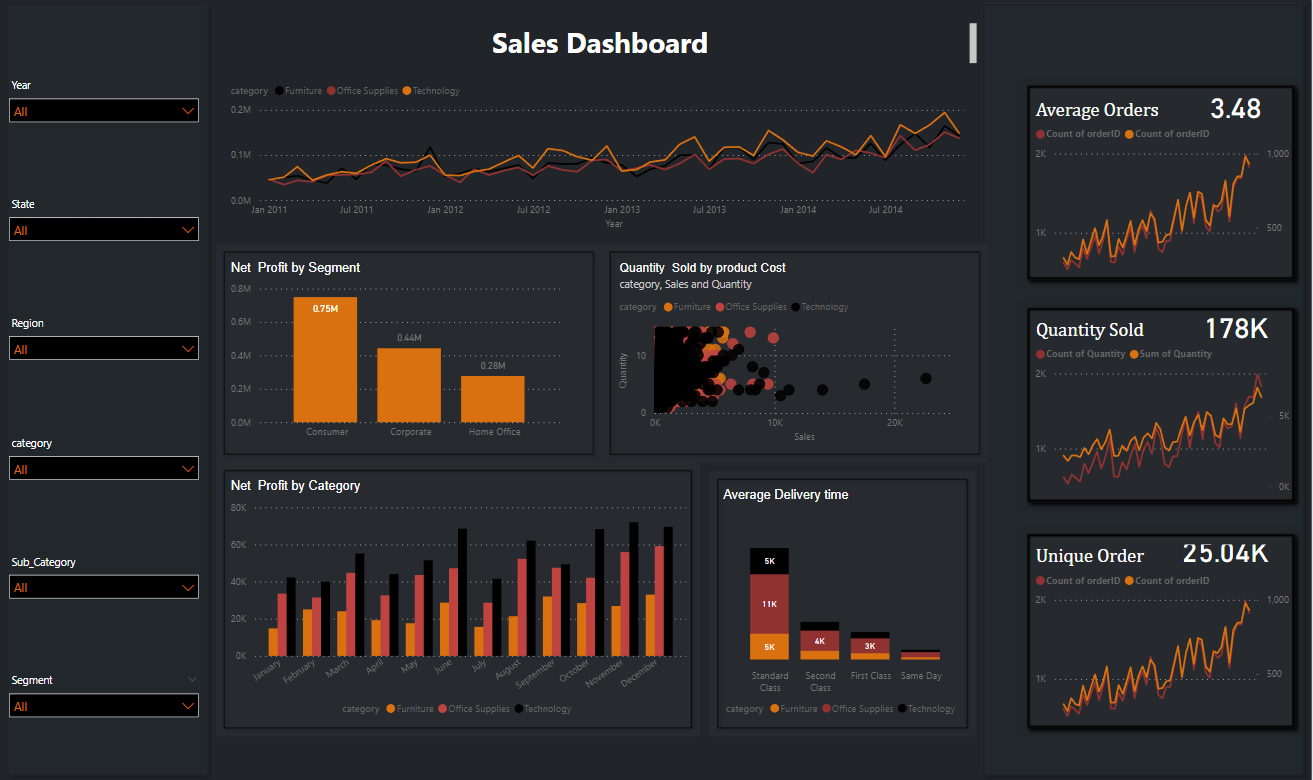 Sales Dashboard
Year
All
State
All
Region
All
category
All
Sub_Category
All
Segment
All
category Furniture Office Supplies Technology
0.2M
0.1M
0.0M
Jan 2011 Jul 2011 Jan 2012 Jul 2012 Jan 2013 Jul 2013 Jan 2014 Jul 2014
Year
Net Profit by Segment
0.8M
0.6M
0.4M
0.2M
0.0M
0.75M
0.44M
0.28M
Consumer Corporate Home Office
Quantity Sold by product Cost
category, Sales and Quantity
category Furniture Office Supplies Technology
Quantity
10
0
0K 10K 20K
Sales
Net Profit by Category
80K
60K
40K
20K
0K
January February March April May June July August September October November December
category Furniture Office Supplies Technology
Average Delivery time
5K
11K
5K
4K
3K
Standard Class
Second Class
First Class
Same Day
category Furniture Office Supplies Technology
Average Orders 3.48
Count of orderID Count of orderID
2K 1,000
1K 500
Quantity Sold 178K
Count of Quantity Sum of Quantity
2K
5K
1K
0K
Unique Order 25.04K
Count of orderID Count of orderID
2K 1,000
1K 500